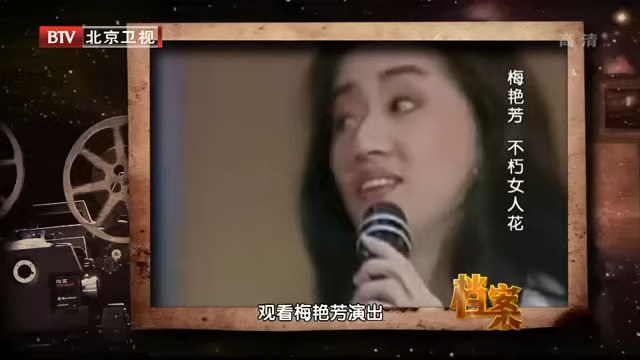 BTV 北京卫视
高清
梅艳芳 不朽女人花
档案
观看梅艳芳演出